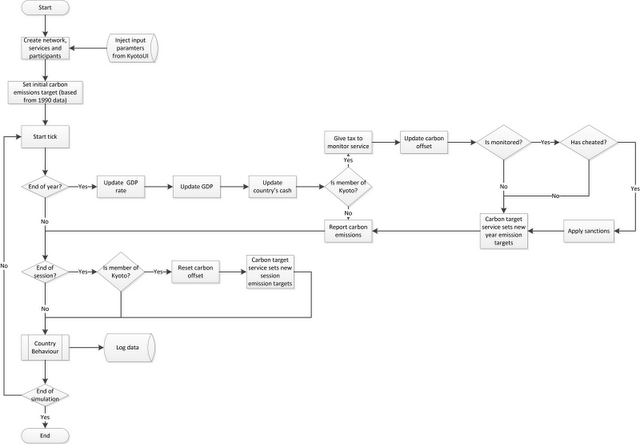 Start
Create network,
services and
participants
Inject input
paramters
from KyotoUI
Set initial carbon
emissions target (based
from 1990 data)
Start tick
Give tax to
monitor service
Update carbon
offset
Is monitored?
Yes
Has cheated?
Yes
No
No
Yes
End of year?
Yes
Update GDP
rate
Update GDP
Update
country's cash
Is member of
Kyoto?
No
No
Report carbon
emissions
Carbon target
service sets new
year emission
targets
Apply sanctions
No
End of
session?
Yes
Is member of
Kyoto?
Yes
Reset carbon
offset
Carbon target
service sets new
session
emission targets
No
Country
Behaviour
Log data
End of
simulation
Yes
End